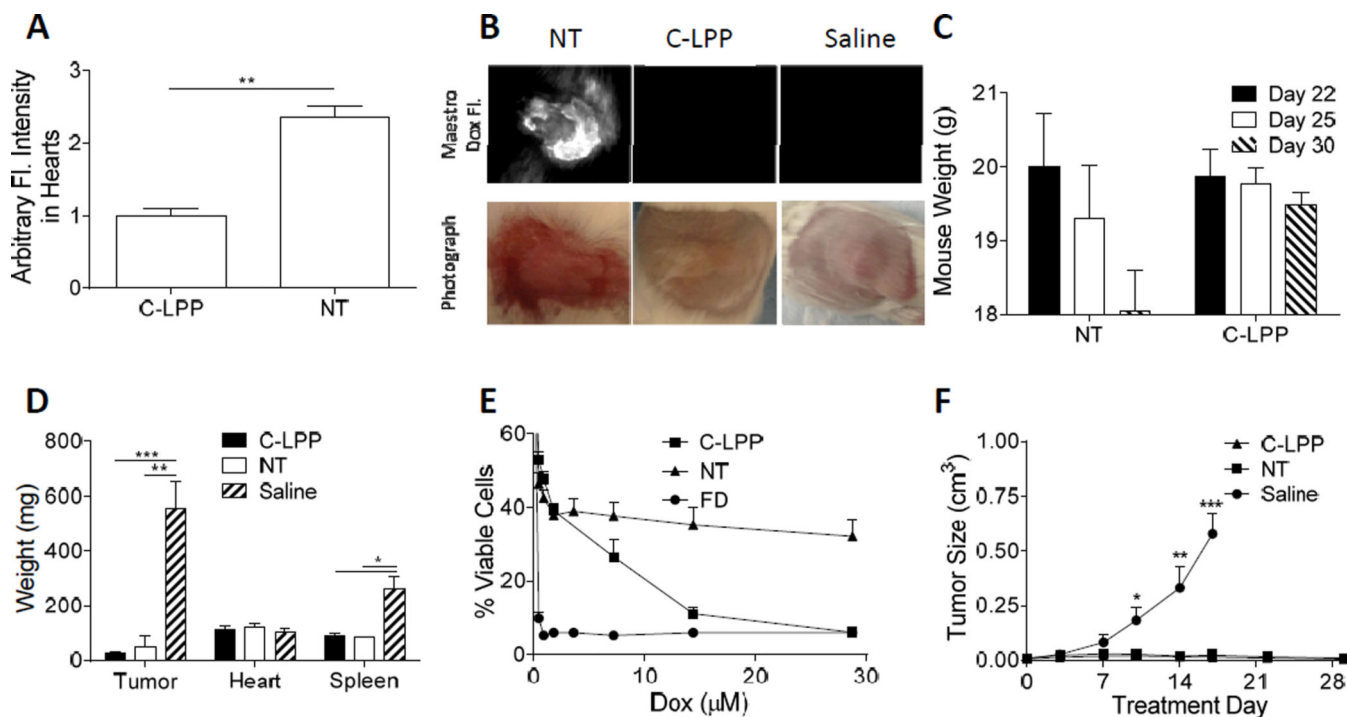 A
Arbitrary Fl. Intensity
in Hearts
3
2
1
0
**
C-LPP
NT
B
NT
C-LPP
Saline
Maestro
Dox Fl.
Photograph
C
Mouse Weight (g)
21
20
19
18
Day 22
Day 25
Day 30
NT
C-LPP
D
Weight (mg)
800
600
400
200
0
C-LPP
NT
Saline
***
**
*
Tumor
Heart
Spleen
E
% Viable Cells
60
40
20
0
C-LPP
NT
FD
0
10
20
30
Dox (μM)
F
Tumor Size (cm³)
1.00
0.75
0.50
0.25
0.00
C-LPP
NT
Saline
*
**
***
0
7
14
21
28
Treatment Day